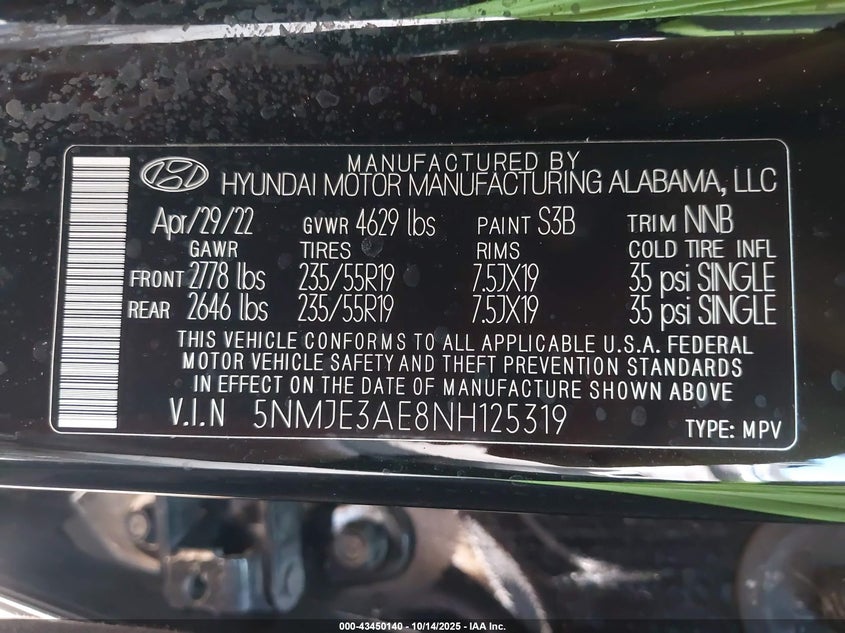 MANUFACTURED BY
HYUNDAI MOTOR MANUFACTURING ALABAMA, LLC
Apr/29/22 GVWR 4629 lbs PAINT S3B TRIM NNB
GAWR TIRES RIMS COLD TIRE INFL
FRONT 2778 lbs 235/55R19 7.5JX19 35 psi SINGLE
REAR 2646 lbs 235/55R19 7.5JX19 35 psi SINGLE
THIS VEHICLE CONFORMS TO ALL APPLICABLE U.S.A. FEDERAL
MOTOR VEHICLE SAFETY AND THEFT PREVENTION STANDARDS
IN EFFECT ON THE DATE OF MANUFACTURE SHOWN ABOVE
V.I.N 5NMJE3AE8NH125319 TYPE: MPV
000-43450140 - 10/14/2025 - IAA Inc.